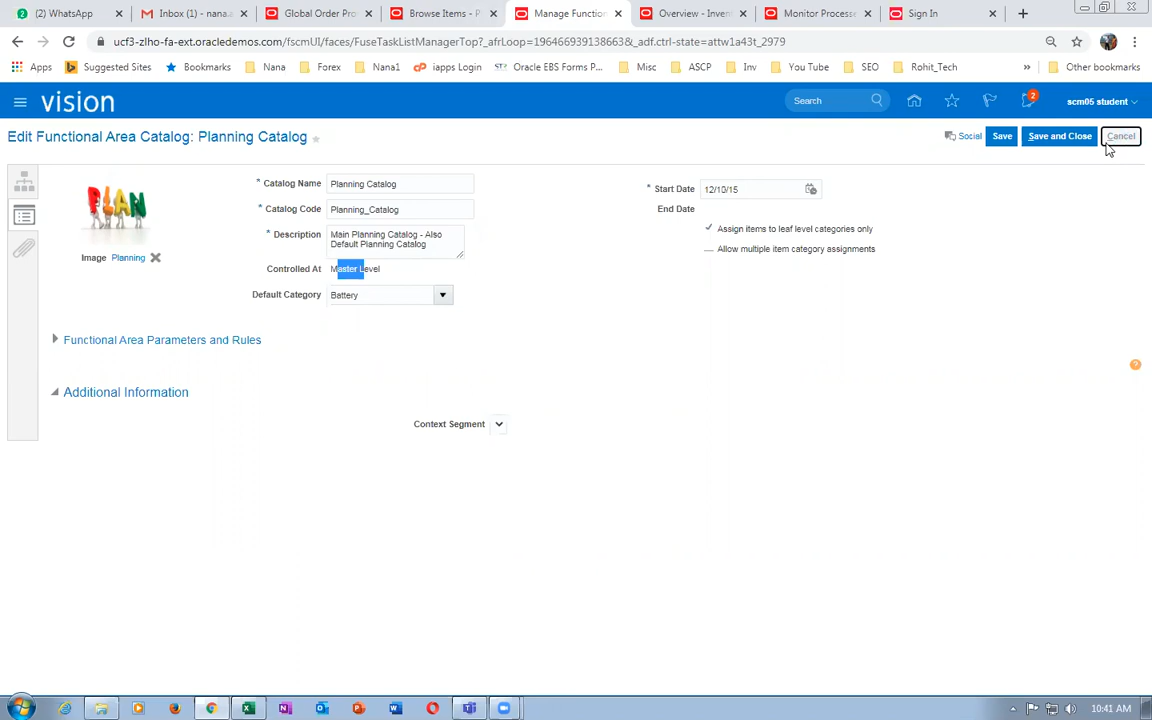 (2) WhatsApp
Inbox (1) - nana.a
Global Order Pro
Browse Items - P
Manage Function
Overview - Inven
Monitor Processe
Sign In
ucf3-zlho-fa-ext.oracledemos.com/fscmUI/faces/FuseTaskListManagerTop?_afrLoop=19646693913866&_adf.ctrl-state=attw1a43t_2979
Apps
Suggested Sites
Bookmarks
Nana
Forex
Nana1
iapps Login
Oracle EBS Forms P...
Misc
ASCP
Inv
You Tube
SEO
Rohit_Tech
»
Other bookmarks
vision
Search
2
scm05 student
Edit Functional Area Catalog: Planning Catalog
Social
Save
Save and Close
Cancel
PLAN
Image Planning
* Catalog Name Planning Catalog
* Catalog Code Planning_Catalog
* Description Main Planning Catalog - Also
Default Planning Catalog
Controlled At Master Level
Default Category Battery
* Start Date 12/10/15
End Date
Assign items to leaf level categories only
Allow multiple item category assignments
Functional Area Parameters and Rules
Additional Information
Context Segment
10:41 AM